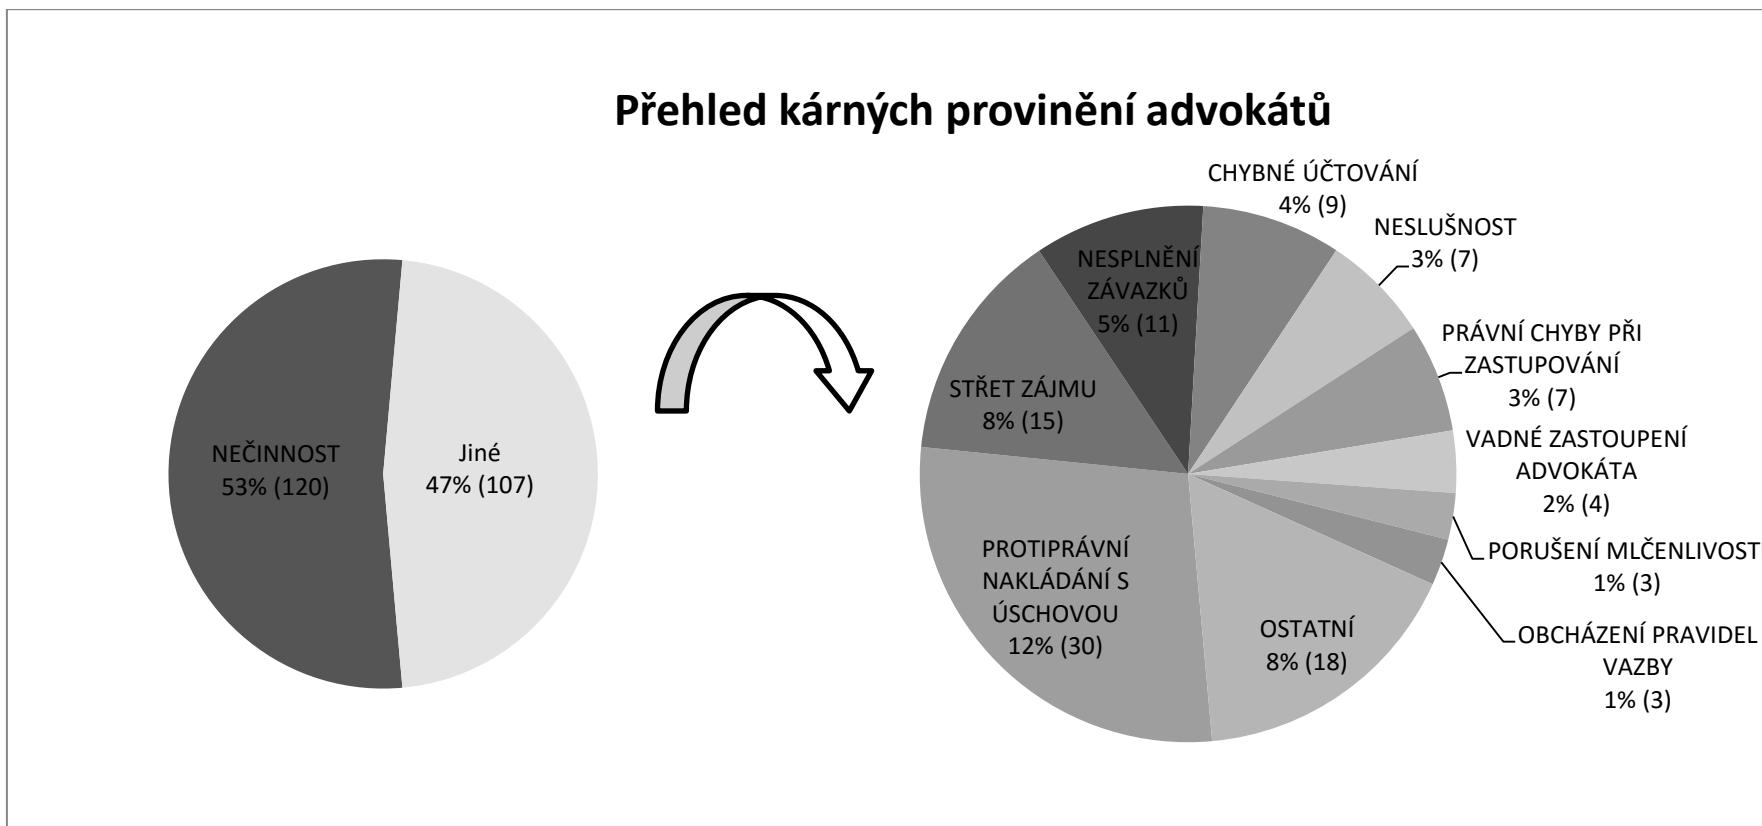 Přehled kárných provinění advokátů
NEČINNOST
53% (120)
Jiné
47% (107)
CHYBNÉ ÚČTOVÁNÍ
4% (9)
NESLUŠNOST
3% (7)
PRÁVNÍ CHYBY PŘI
ZASTUPOVÁNÍ
3% (7)
VADNÉ ZASTOUPENÍ
ADVOKÁTA
2% (4)
PORUŠENÍ MLČENLIVOSTI
1% (3)
OBCHÁZENÍ PRAVIDEL
VAZBY
1% (3)
OSTATNÍ
8% (18)
PROTIPRÁVNÍ
NAKLÁDÁNÍ S
ÚSCHOVOU
12% (30)
STŘET ZÁJMU
8% (15)
NESPLNĚNÍ
ZÁVAZKŮ
5% (11)